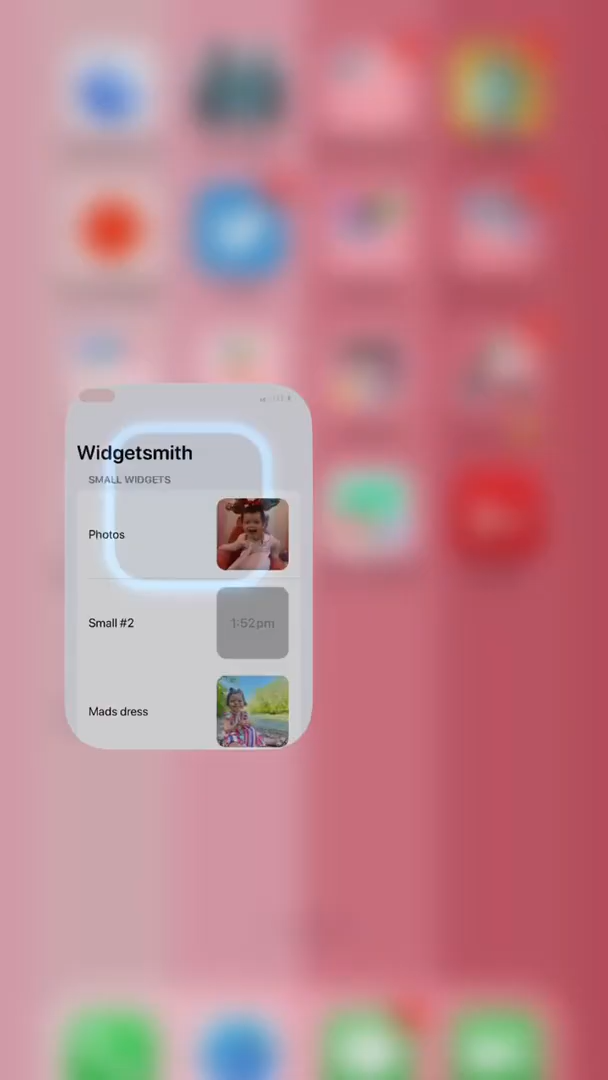 Widgetsmith
SMALL WIDGETS
Photos
Small #2
1:52pm
Mads dress